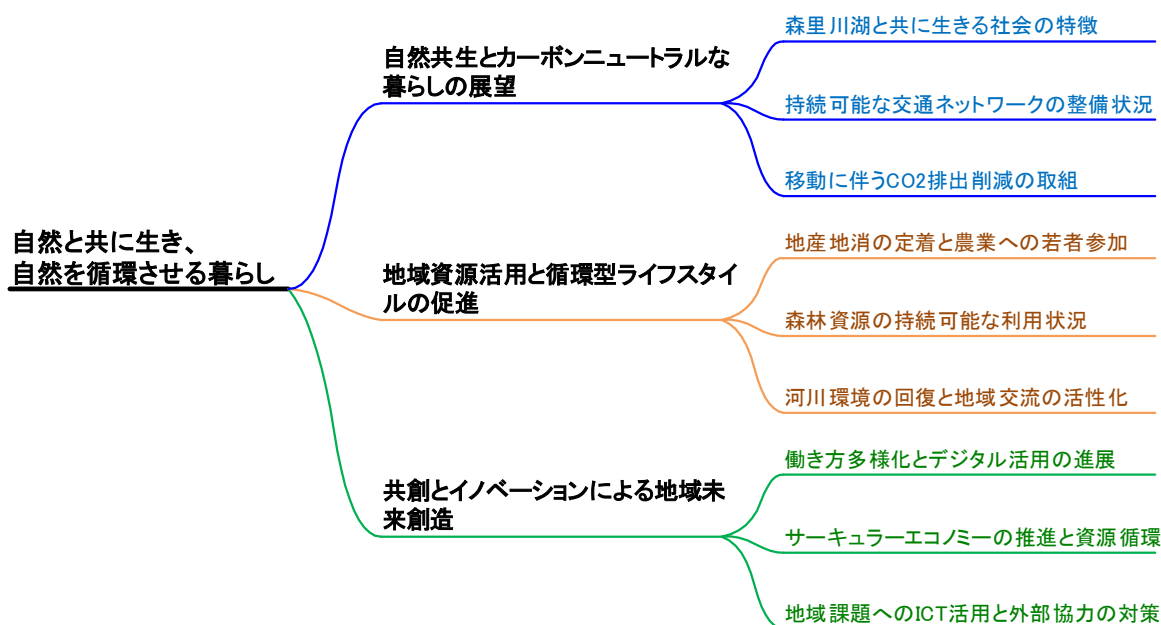 自然と共に生き、
自然を循環させる暮らし
自然共生とカーボンニュートラルな
暮らしの展望
森里川湖と共に生きる社会の特徴
持続可能な交通ネットワークの整備状況
移動に伴うCO2排出削減の取組
地域資源活用と循環型ライフスタイ
ルの促進
地産地消の定着と農業への若者参加
森林資源の持続可能な利用状況
河川環境の回復と地域交流の活性化
共創とイノベーションによる地域未
来創造
働き方多様化とデジタル活用の進展
サーキュラーエコノミーの推進と資源循環
地域課題へのICT活用と外部協力の対策